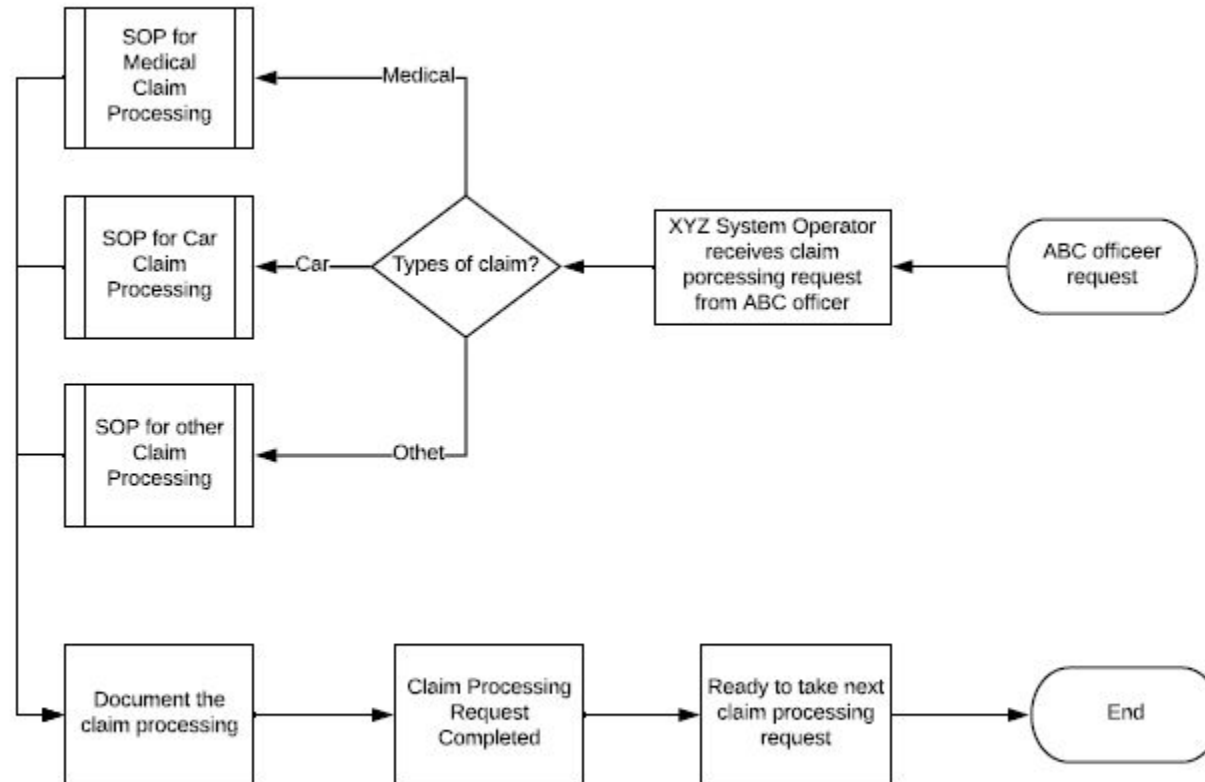 SOP for
Medical
Claim
Processing
Medical
SOP for Car
Claim
Processing
Car
Types of claim?
XYZ System Operator
receives claim
porcessing request
from ABC officer
ABC officeer
request
SOP for other
Claim
Processing
Othet
Document the
claim processing
Claim Processing
Request
Completed
Ready to take next
claim processing
request
End